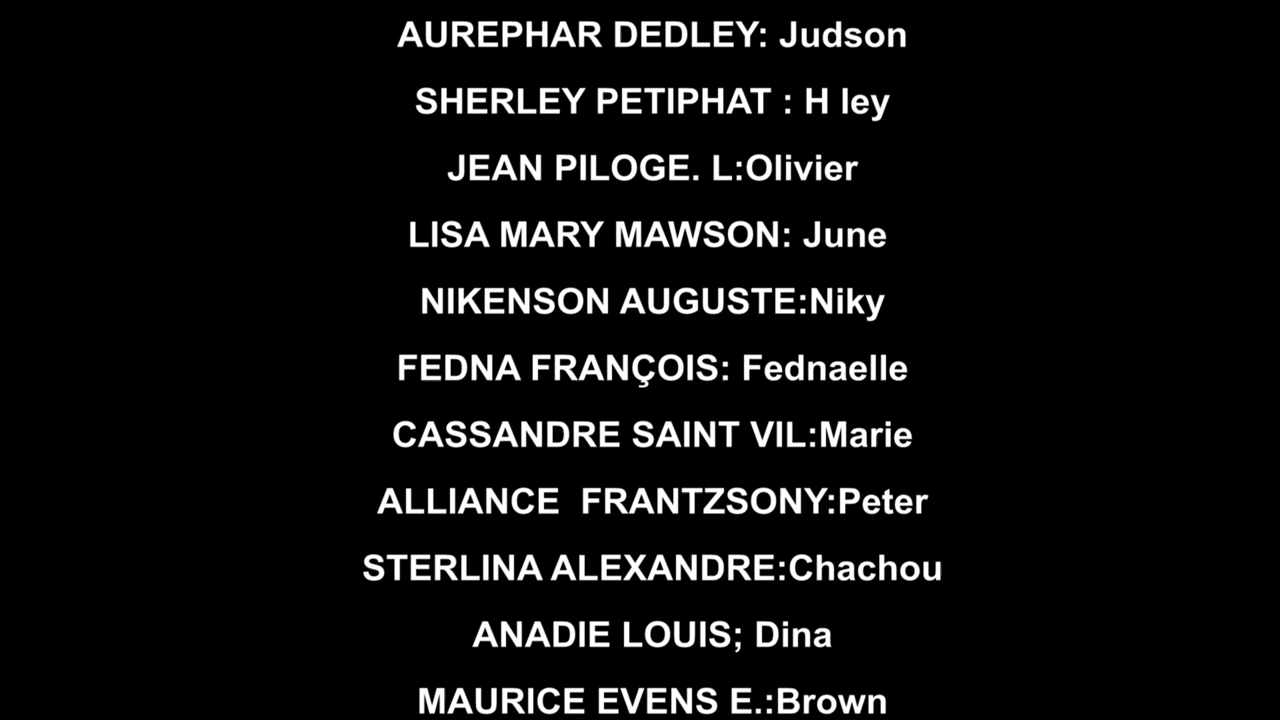 AUREPHAR DEDLEY: Judson
SHERLEY PETIPHAT : H ley
JEAN PILOGE. L:Olivier
LISA MARY MAWSON: June
NIKENSON AUGUSTE:Niky
FEDNA FRANÇOIS: Fednaelle
CASSANDRE SAINT VIL:Marie
ALLIANCE  FRANTZSONY:Peter
STERLINA ALEXANDRE:Chachou
ANADIE LOUIS; Dina
MAURICE EVENS E.:Brown